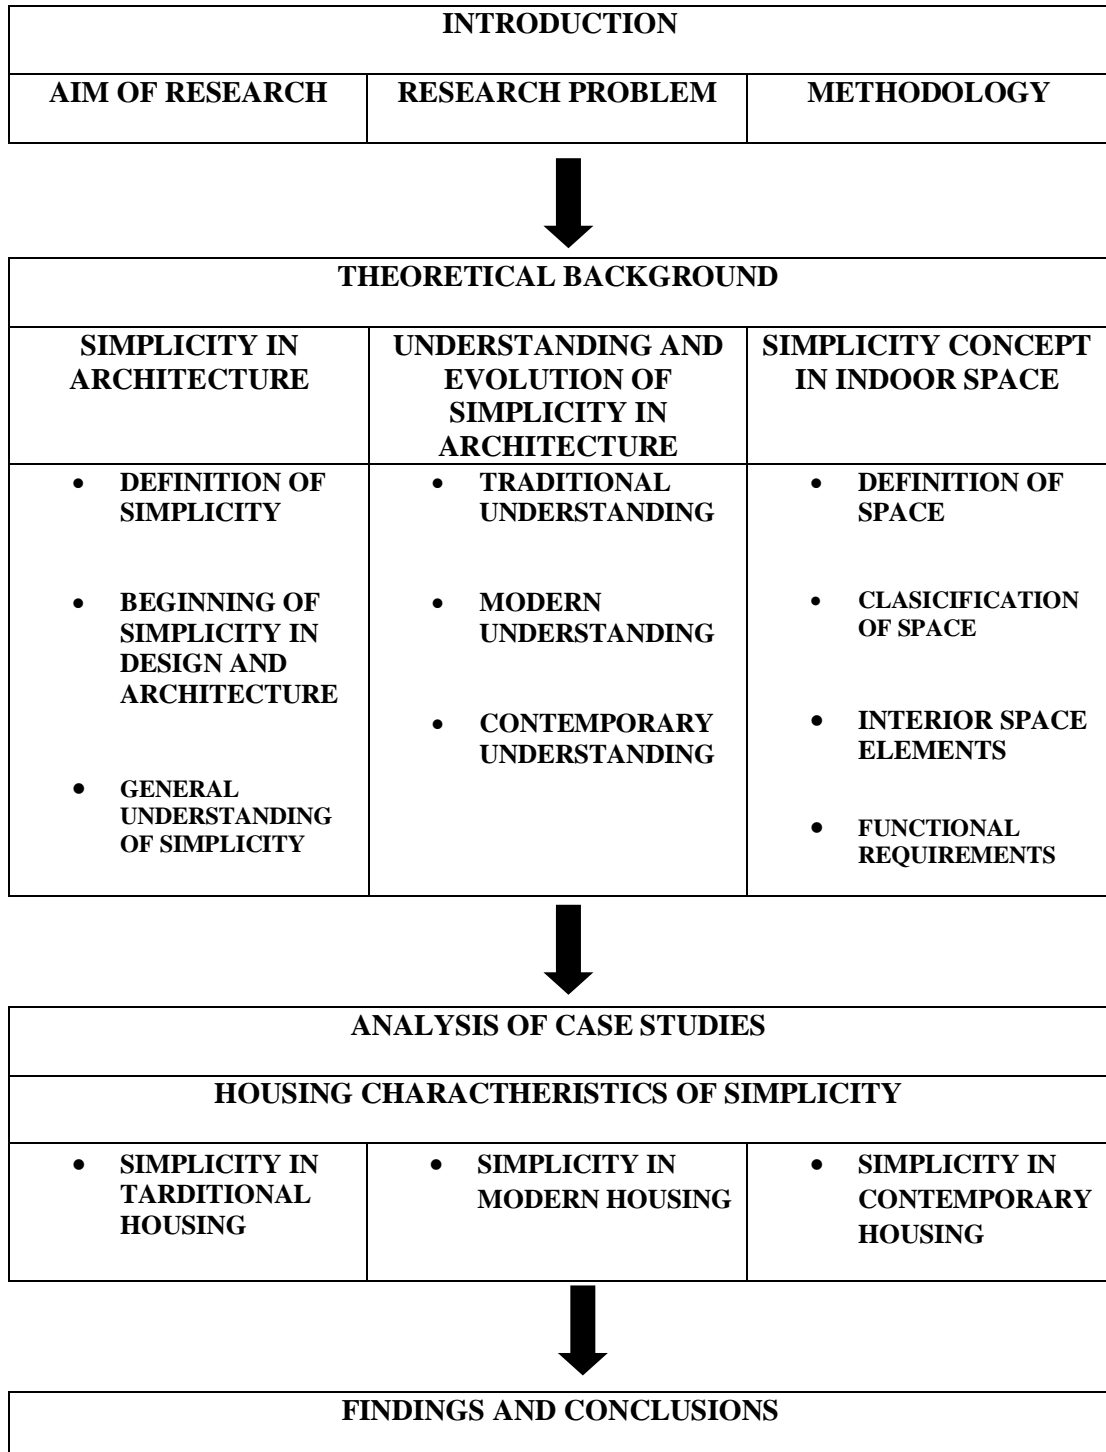 INTRODUCTION
AIM OF RESEARCH
RESEARCH PROBLEM
METHODOLOGY
THEORETICAL BACKGROUND
SIMPLICITY IN
ARCHITECTURE
UNDERSTANDING AND
EVOLUTION OF
SIMPLICITY IN
ARCHITECTURE
SIMPLICITY CONCEPT
IN INDOOR SPACE
• DEFINITION OF
SIMPLICITY
• BEGINNING OF
SIMPLICITY IN
DESIGN AND
ARCHITECTURE
• GENERAL
UNDERSTANDING
OF SIMPLICITY
• TRADITIONAL
UNDERSTANDING
• MODERN
UNDERSTANDING
• CONTEMPORARY
UNDERSTANDING
• DEFINITION OF
SPACE
• CLASICIFICATION
OF SPACE
• INTERIOR SPACE
ELEMENTS
• FUNCTIONAL
REQUIREMENTS
ANALYSIS OF CASE STUDIES
HOUSING CHARACTHERISTICS OF SIMPLICITY
• SIMPLICITY IN
TARDITIONAL
HOUSING
• SIMPLICITY IN
MODERN HOUSING
• SIMPLICITY IN
CONTEMPORARY
HOUSING
FINDINGS AND CONCLUSIONS